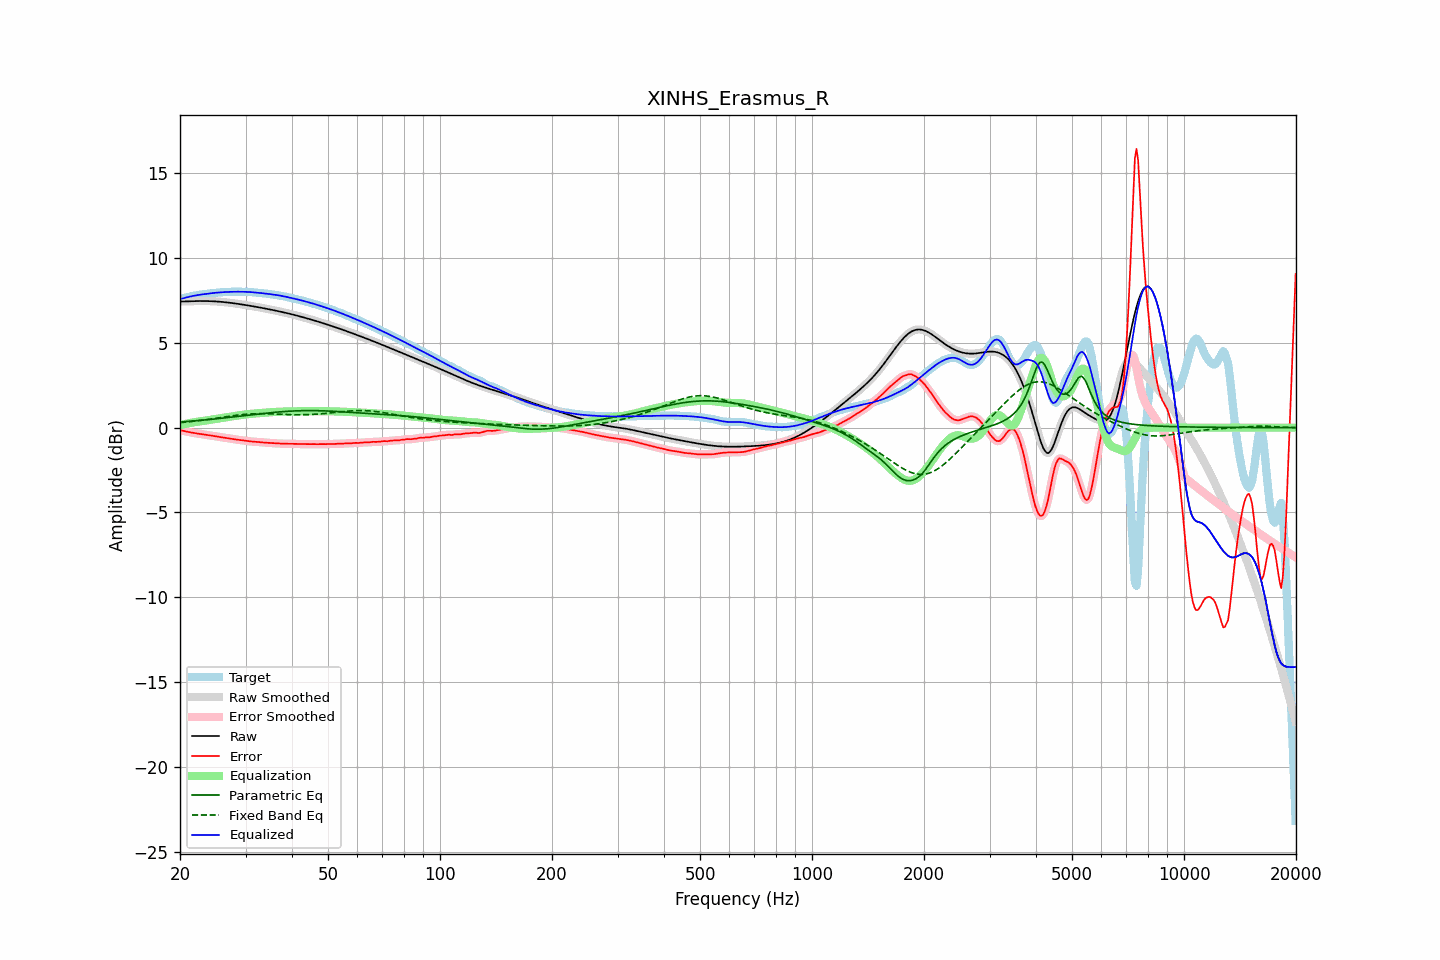 XINHS_Erasmus_R
15
10
5
0
−5
−10
−15
−20
−25
Amplitude (dBr)
Target
Raw Smoothed
Error Smoothed
Raw
Error
Equalization
Parametric Eq
Fixed Band Eq
Equalized
20
50
100
200
500
1000
2000
5000
10000
20000
Frequency (Hz)